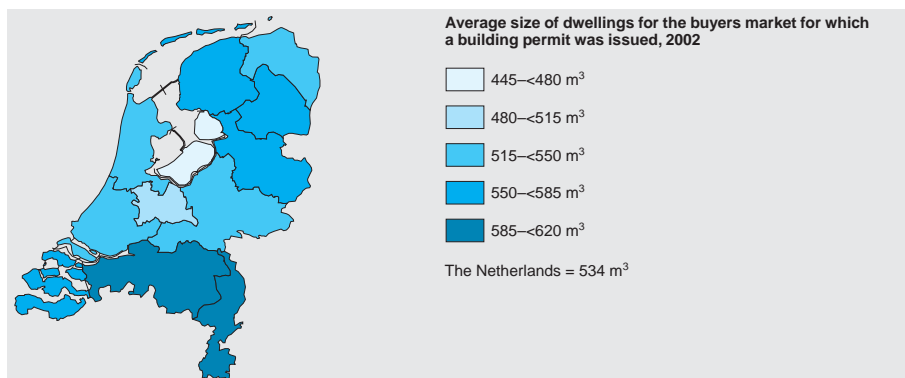 Average size of dwellings for the buyers market for which
a building permit was issued, 2002
445–<480 m³
480–<515 m³
515–<550 m³
550–<585 m³
585–<620 m³
The Netherlands = 534 m³